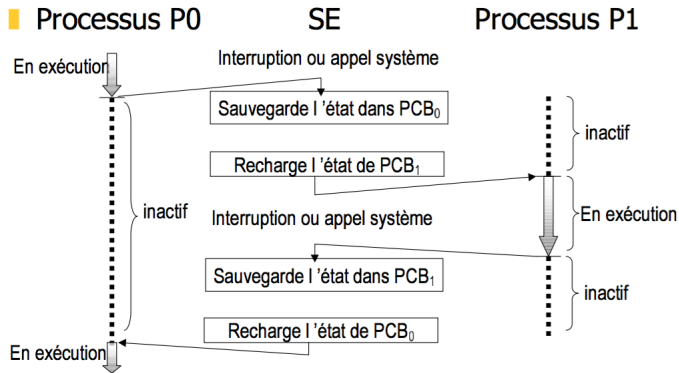 Processus P0 SE Processus P1
Interruption ou appel système
En exécution
Sauvegarde l ’état dans PCB₀
inactif
Recharge l ’état de PCB₁
inactif
Interruption ou appel système
En exécution
Sauvegarde l ’état dans PCB₁
inactif
Recharge l ’état de PCB₀
En exécution